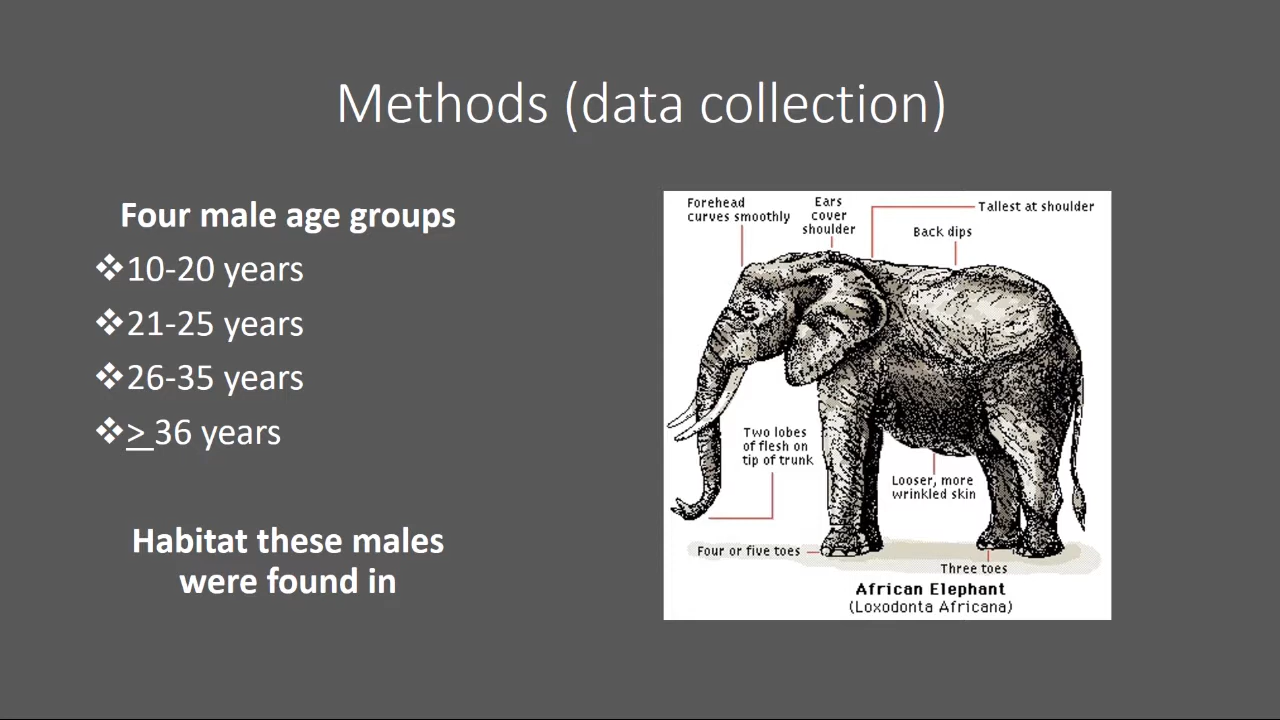 Methods (data collection)
Four male age groups
❖10-20 years
❖21-25 years
❖26-35 years
❖> 36 years
Habitat these males
were found in
Forehead
curves smoothly
Ears
cover
shoulder
Tallest at shoulder
Back dips
Two lobes
of flesh on
tip of trunk
Looser, more
wrinkled skin
Four or five toes
Three toes
African Elephant
(Loxodonta Africana)